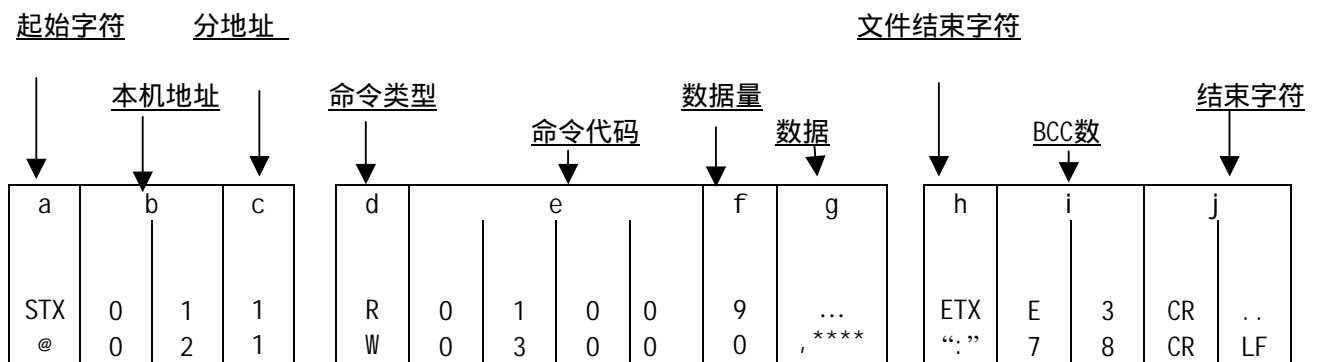 起始字符 分地址 文件结束字符
本机地址 命令类型 数据量 结束字符
命令代码 数据 BCC数
a b c d e f g h i j
STX 0 1 1 R 0 1 0 0 9 ... ETX E 3 CR ..
@ 0 2 1 W 0 3 0 0 0 ,**** “:” 7 8 CR LF